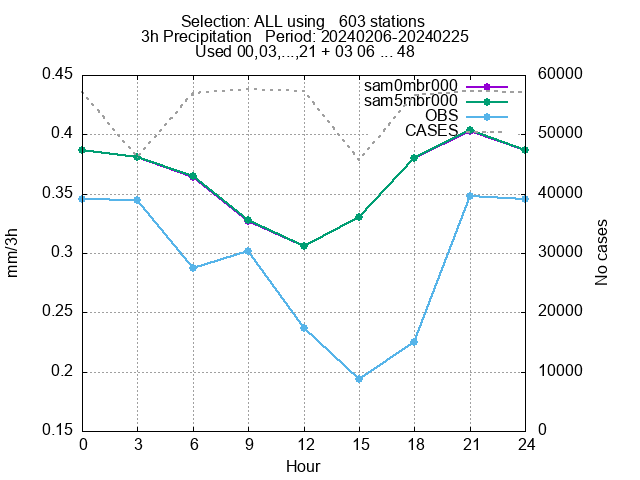 Selection: ALL using   603 stations
3h Precipitation   Period: 20240206-20240225
Used 00,03,...,21 + 03 06 ... 48
0.45
0.4
0.35
0.3
0.25
0.2
0.15
mm/3h
sam0mbr000
sam5mbr000
OBS
CASES
60000
50000
40000
30000
20000
10000
0
No cases
0 3 6 9 12 15 18 21 24
Hour